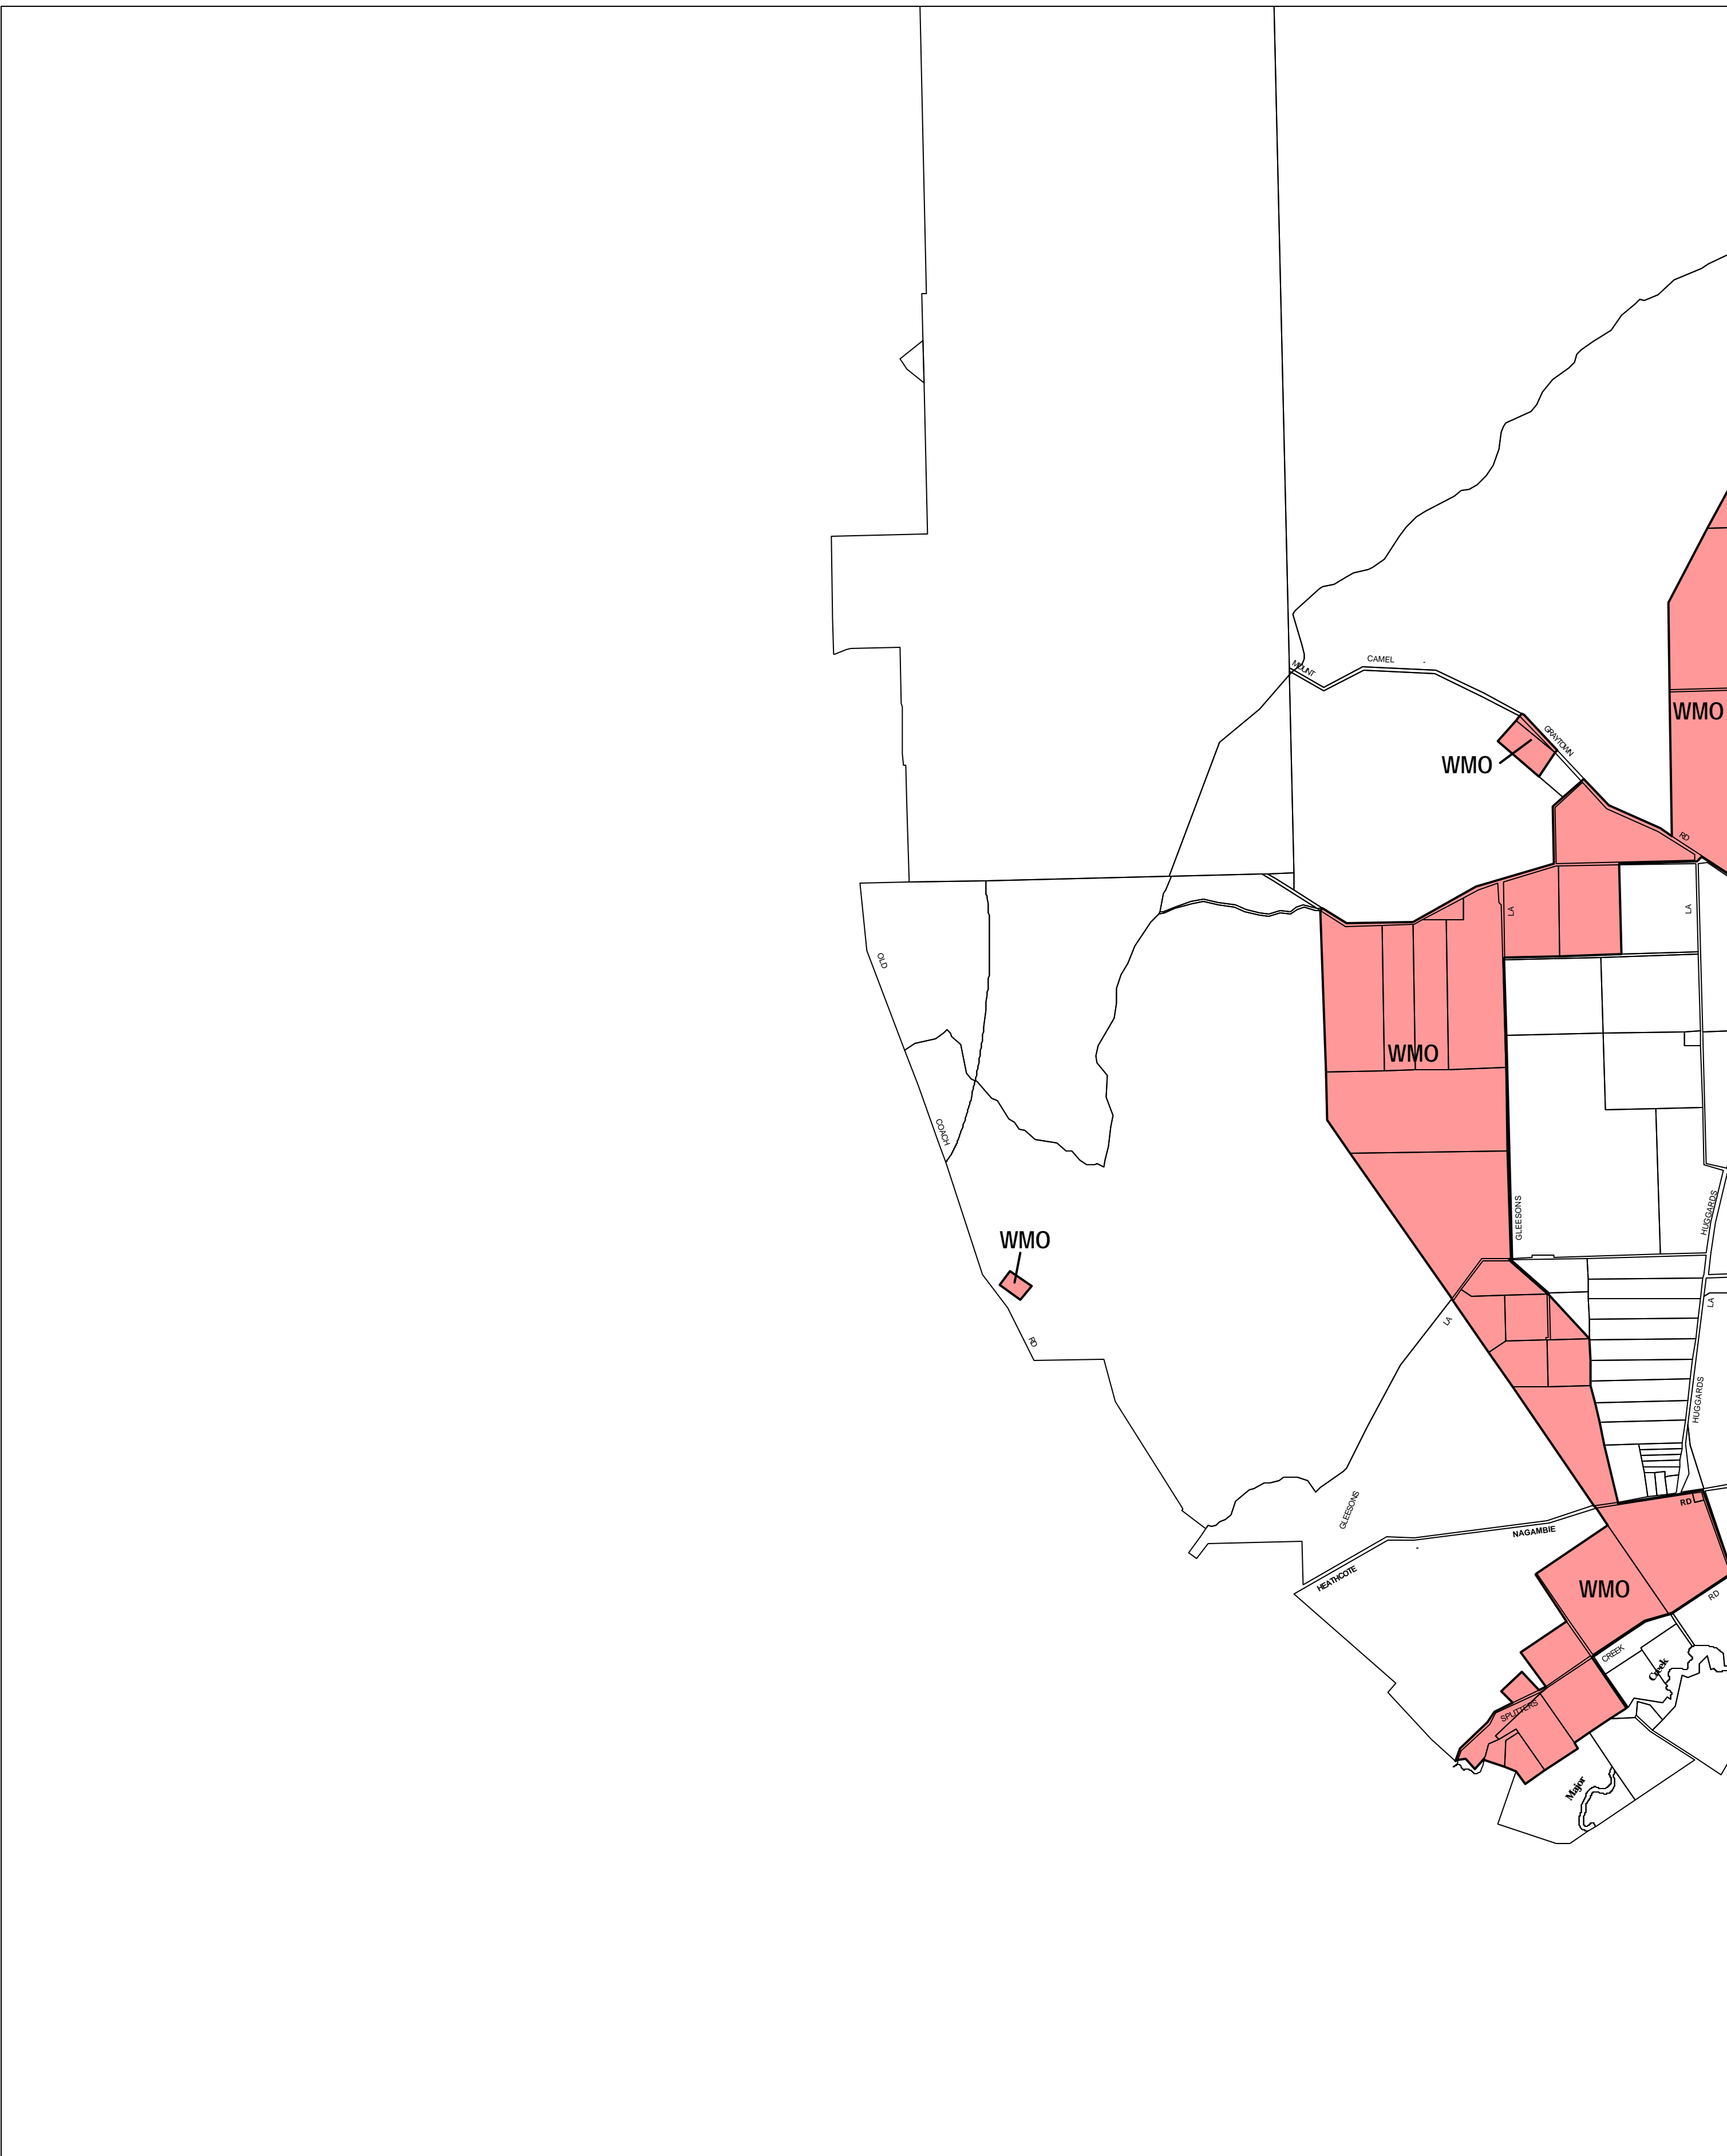 MOUNT CAMEL - GRAYTOWN RD
WMO
WMO
LA
LA
OLD COACH RD
WMO
GLEESONS
HUGGARDS
WMO
LA
LA
HUGGARDS
GLEESONS
HEATHCOTE - NAGAMBIE RD
WMO
RD
CREEK
SPLITTERS
Creek
Major